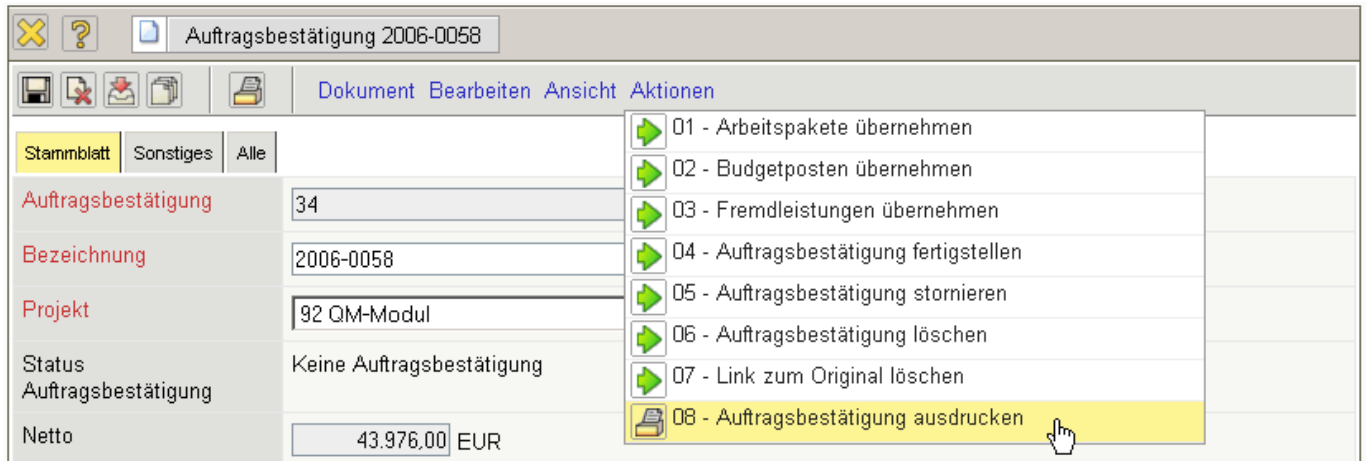 Auftragsbestätigung 2006-0058
Dokument Bearbeiten Ansicht Aktionen
01 - Arbeitspakete übernehmen
02 - Budgetposten übernehmen
03 - Fremdleistungen übernehmen
04 - Auftragsbestätigung fertigstellen
05 - Auftragsbestätigung stornieren
06 - Auftragsbestätigung löschen
07 - Link zum Original löschen
08 - Auftragsbestätigung ausdrucken
Stammblatt Sonstiges Alle
Auftragsbestätigung 34
Bezeichnung 2006-0058
Projekt 92 QM-Modul
Status Keine Auftragsbestätigung
Auftragsbestätigung
Netto 43.976,00 EUR